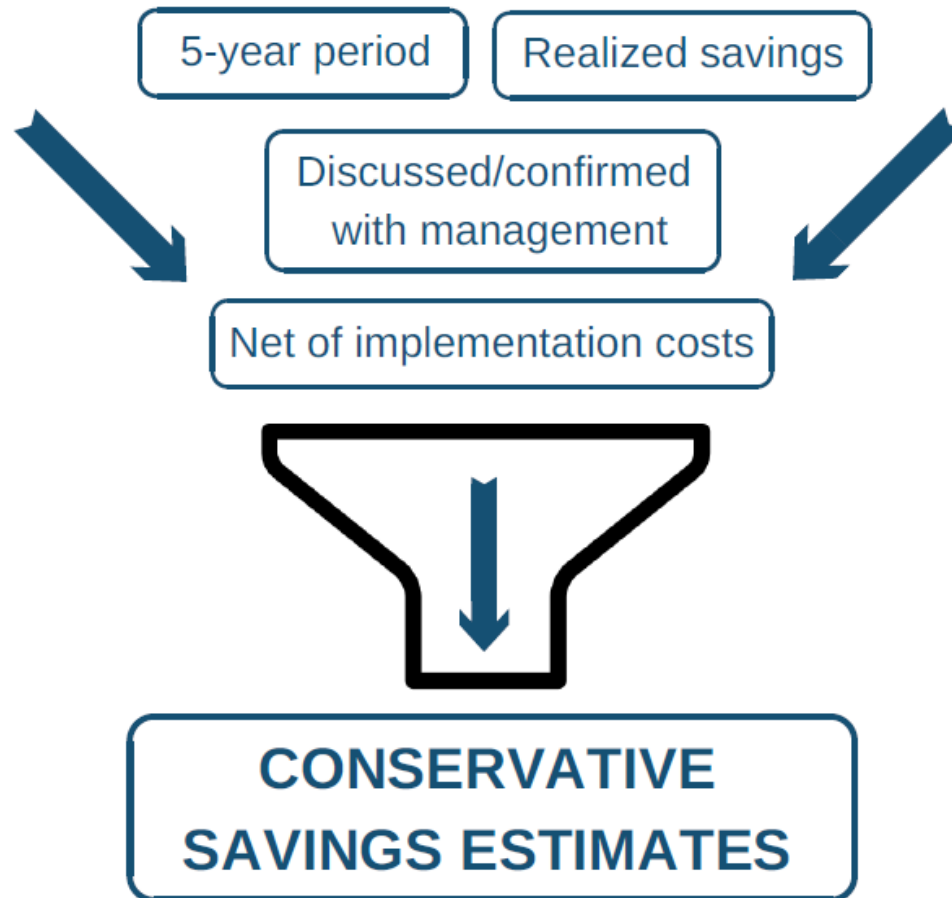 5-year period
Realized savings
Discussed/confirmed
with management
Net of implementation costs
CONSERVATIVE
SAVINGS ESTIMATES